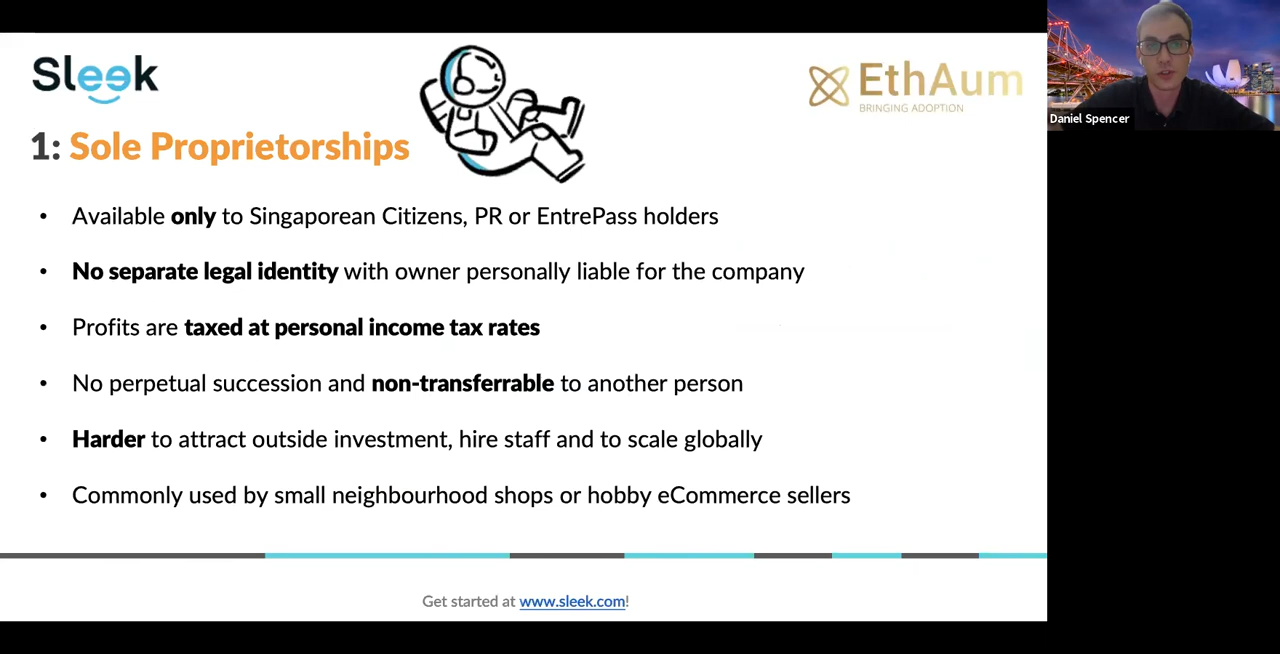 Sleek
EthAum
BRINGING ADOPTION
Daniel Spencer
1: Sole Proprietorships
• Available only to Singaporean Citizens, PR or EntrePass holders
• No separate legal identity with owner personally liable for the company
• Profits are taxed at personal income tax rates
• No perpetual succession and non-transferrable to another person
• Harder to attract outside investment, hire staff and to scale globally
• Commonly used by small neighbourhood shops or hobby eCommerce sellers
Get started at www.sleek.com!